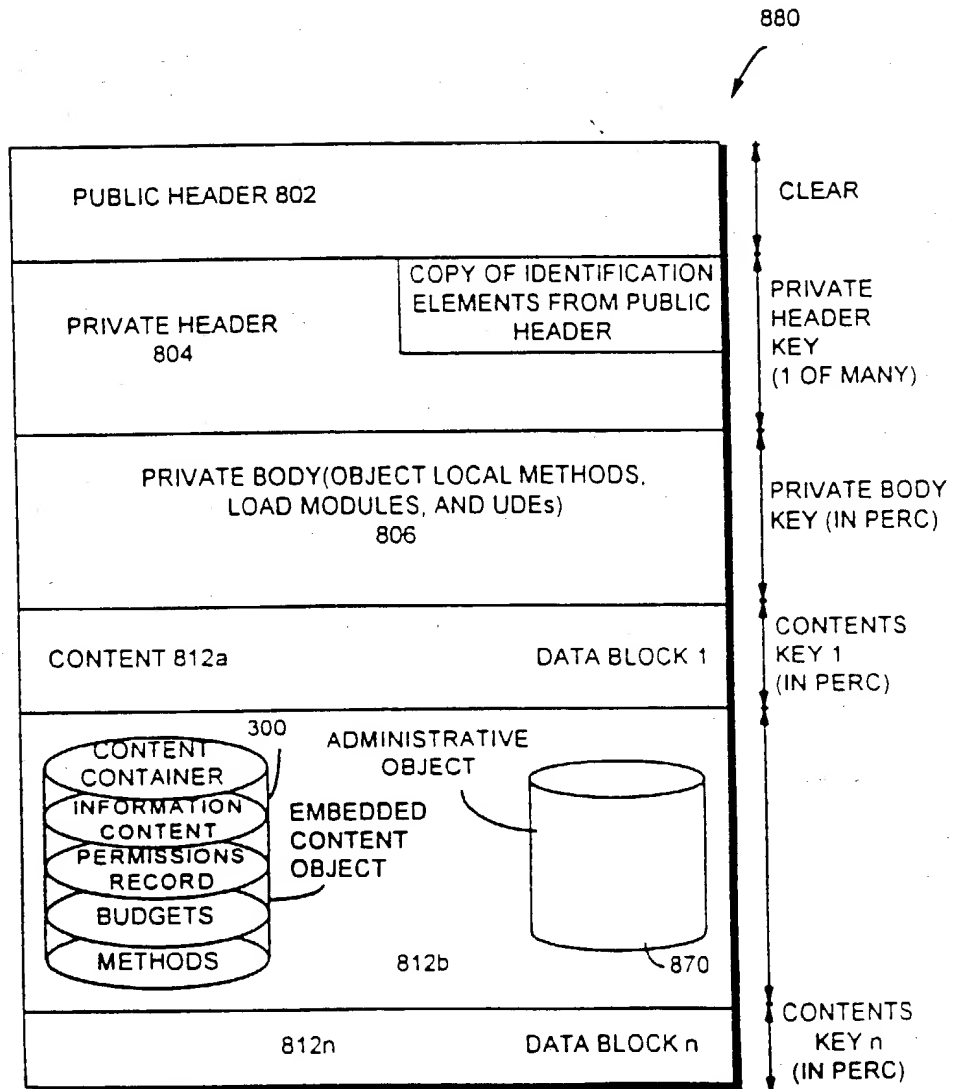 880
PUBLIC HEADER 802
CLEAR
COPY OF IDENTIFICATION
ELEMENTS FROM PUBLIC
HEADER
PRIVATE HEADER
804
PRIVATE
HEADER
KEY
(1 OF MANY)
PRIVATE BODY(OBJECT LOCAL METHODS,
LOAD MODULES, AND UDEs)
806
PRIVATE BODY
KEY (IN PERC)
CONTENT 812a
DATA BLOCK 1
CONTENTS
KEY 1
(IN PERC)
300
CONTENT
CONTAINER
INFORMATION
CONTENT
PERMISSIONS
RECORD
BUDGETS
METHODS
EMBEDDED
CONTENT
OBJECT
ADMINISTRATIVE
OBJECT
812b
870
812n
DATA BLOCK n
CONTENTS
KEY n
(IN PERC)